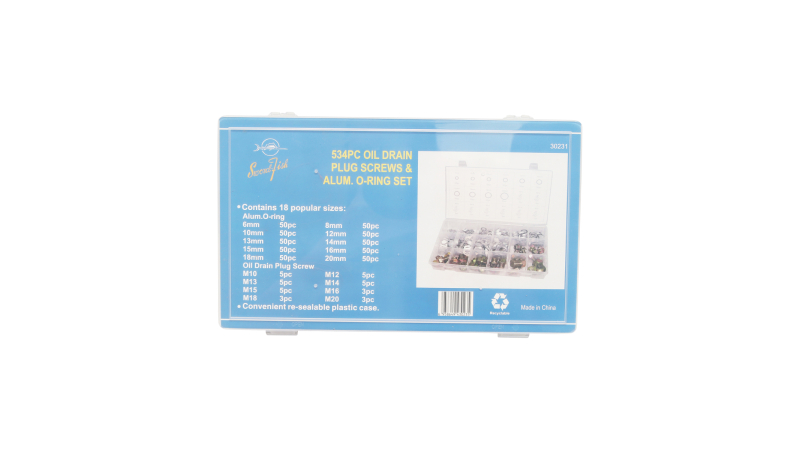 30231
Sword Fish
534PC OIL DRAIN
PLUG SCREWS &
ALUM. O-RING SET
• Contains 18 popular sizes:
Alum.O-ring
6mm 50pc 8mm 50pc
10mm 50pc 12mm 50pc
13mm 50pc 14mm 50pc
15mm 50pc 16mm 50pc
18mm 50pc 20mm 50pc
Oil Drain Plug Screw
M10 5pc M12 5pc
M13 5pc M14 5pc
M15 5pc M16 3pc
M18 3pc M20 3pc
• Convenient re-sealable plastic case.
Recyclable
Made in China